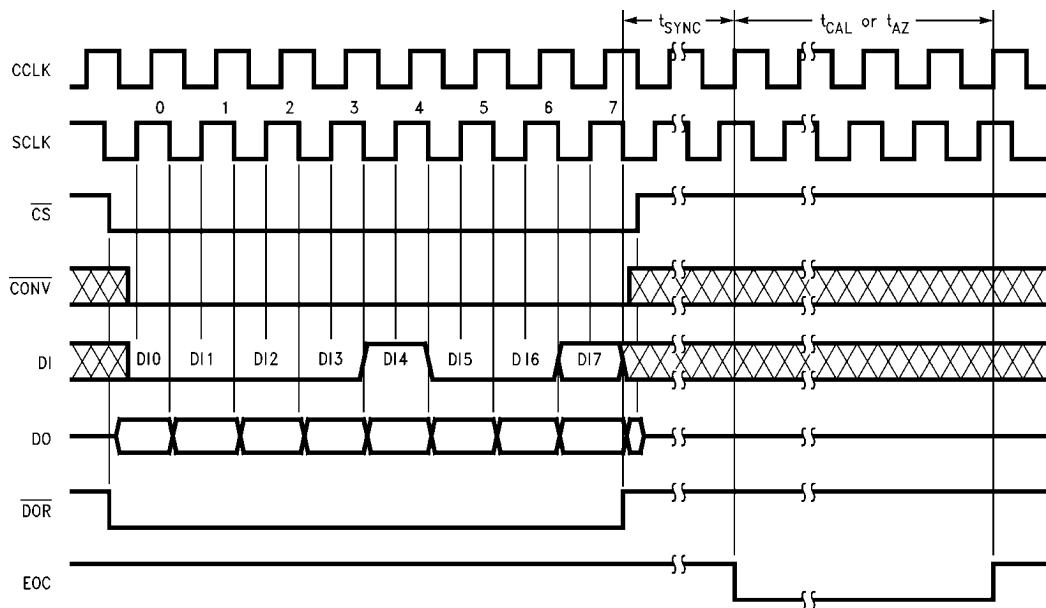 tSYNC tCAL or tAZ
CCLK
0 1 2 3 4 5 6 7
SCLK
CS
CONV
DI DI0 DI1 DI2 DI3 DI4 DI5 DI6 DI7
DO
DOR
EOC